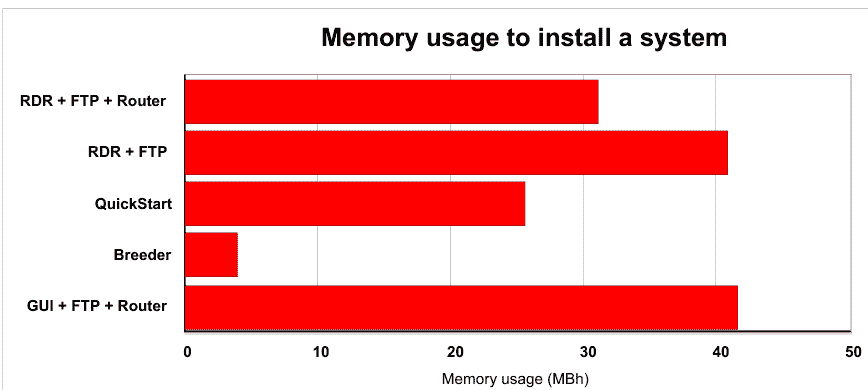 Memory usage to install a system
RDR + FTP + Router
RDR + FTP
QuickStart
Breeder
GUI + FTP + Router
0 10 20 30 40 50
Memory usage (MBh)